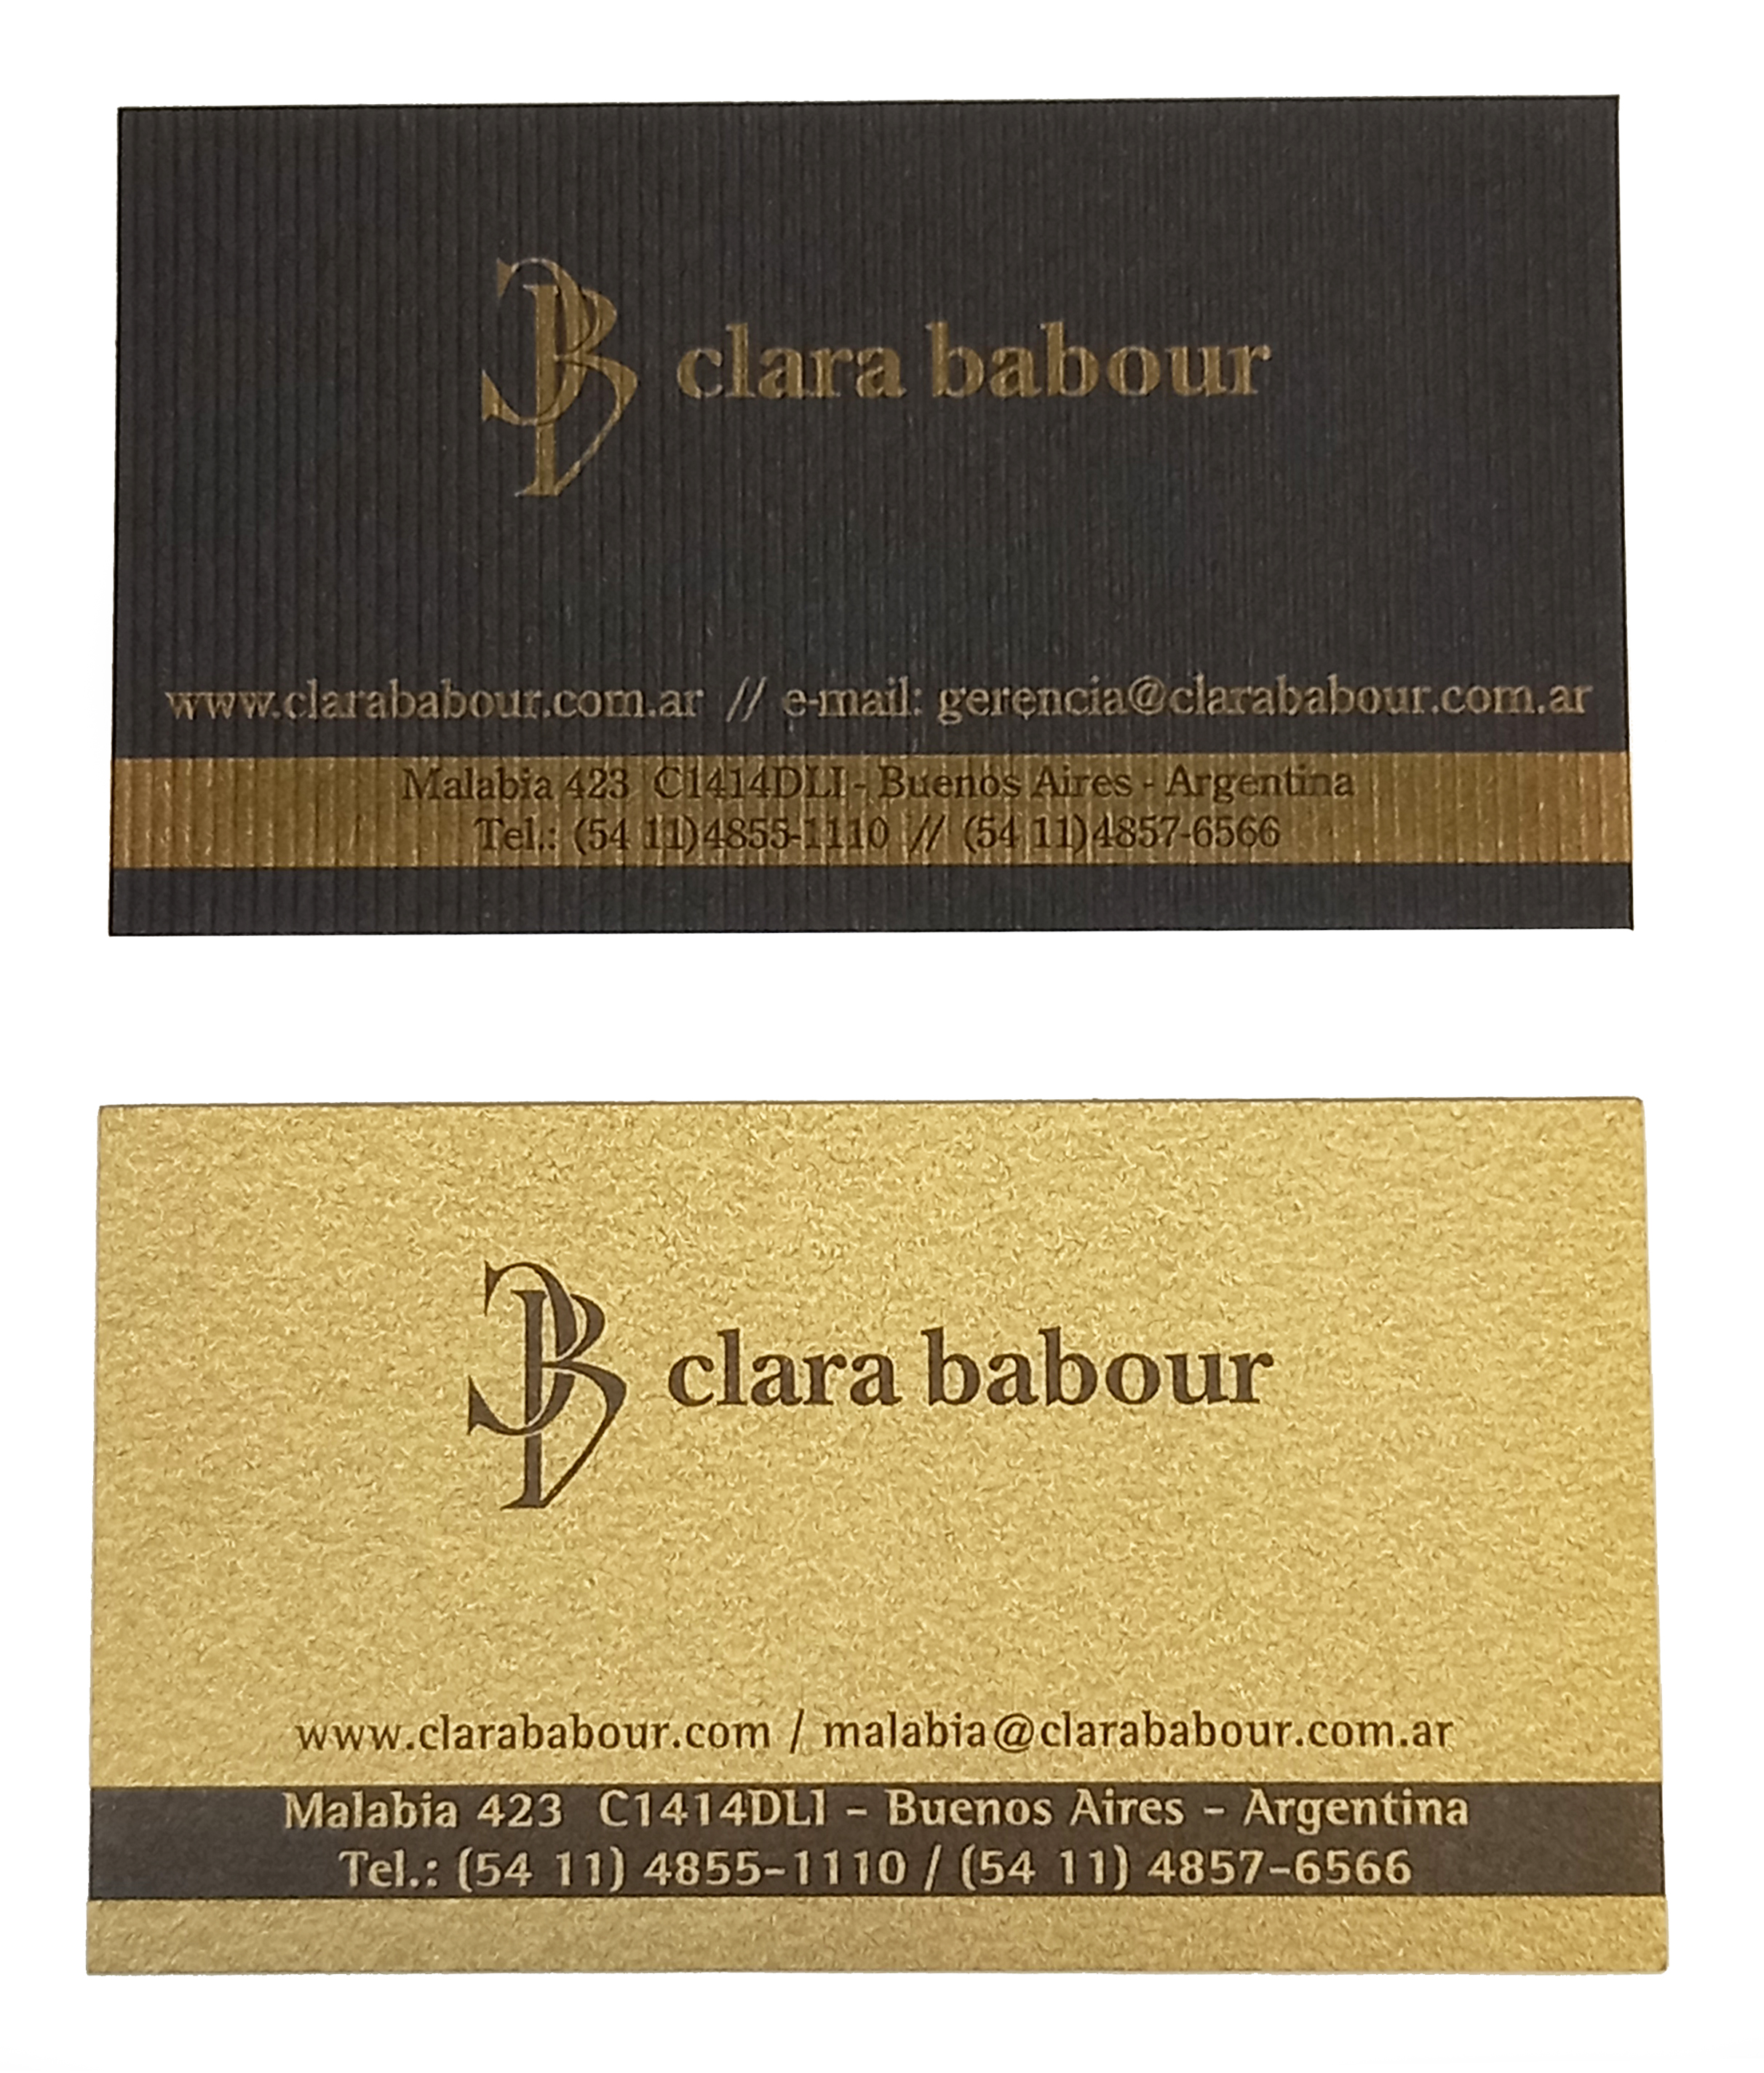 clara babour
www.clarababour.com.ar // e-mail: gerencia@clarababour.com.ar
Malabia 423 C1414DLI - Buenos Aires - Argentina
Tel.: (54 11)4855-1110 // (54 11)4857-6566
clara babour
www.clarababour.com / malabia@clarababour.com.ar
Malabia 423 C1414DLI - Buenos Aires - Argentina
Tel.: (54 11) 4855-1110 / (54 11) 4857-6566